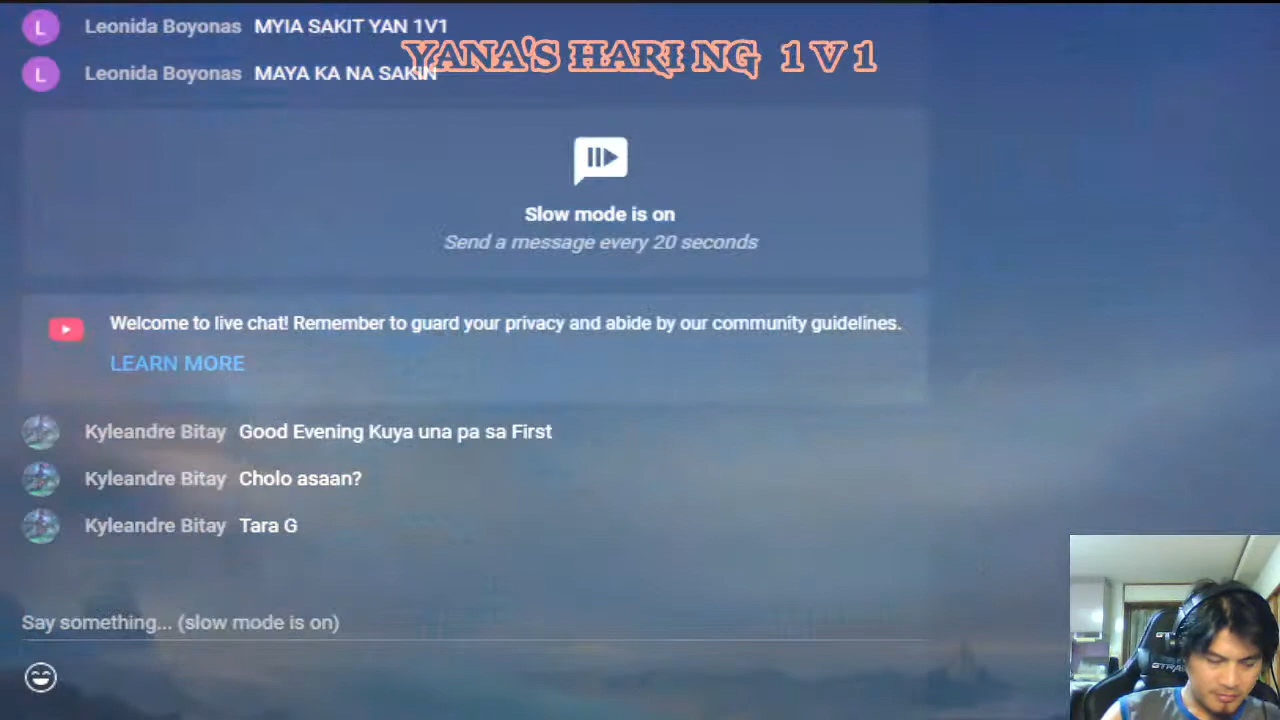 Leonida Boyonas MYIA SAKIT YAN 1V1
YANA'S HARI NG 1 V 1
Leonida Boyonas MAYA KA NA SAKIN
Slow mode is on
Send a message every 20 seconds
Welcome to live chat! Remember to guard your privacy and abide by our community guidelines.
LEARN MORE
Kyleandre Bitay Good Evening Kuya una pa sa First
Kyleandre Bitay Cholo asaan?
Kyleandre Bitay Tara G
Say something... (slow mode is on)